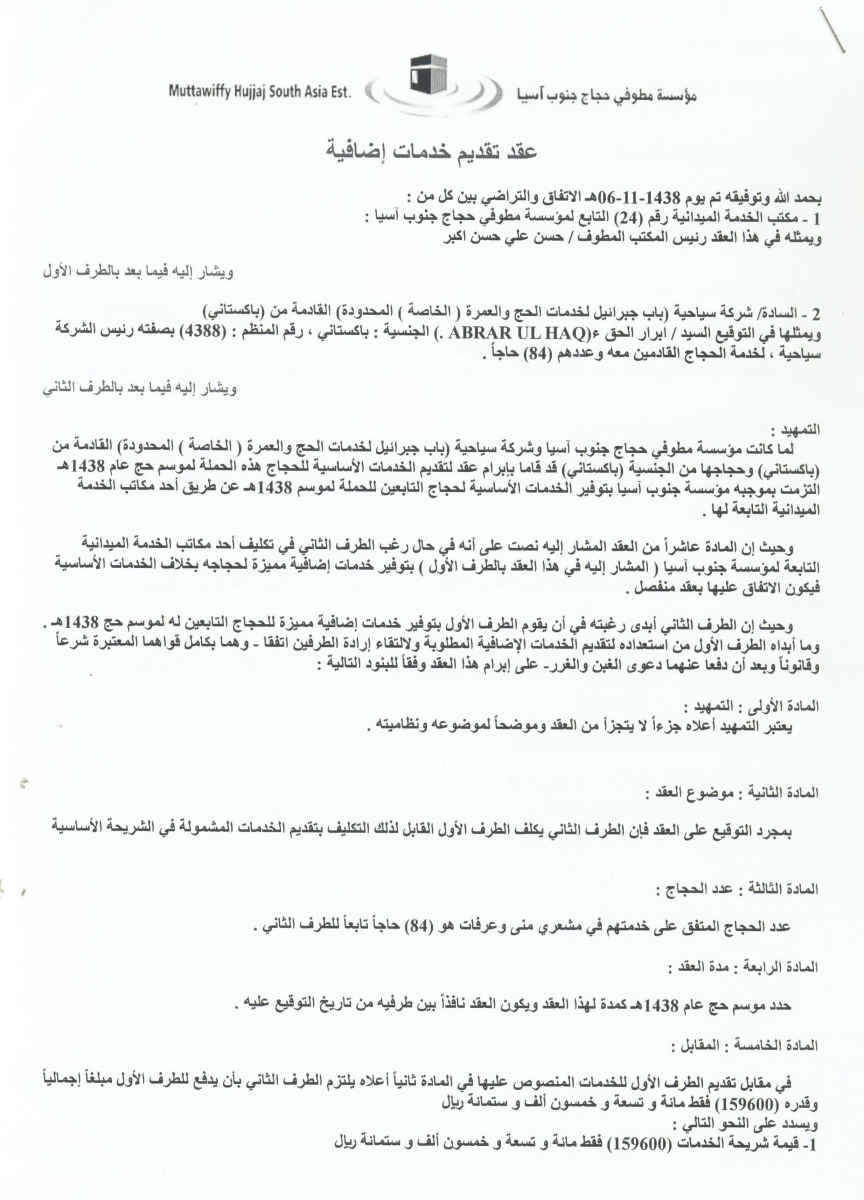 Muttawiffy Hujjaj South Asia Est. مؤسسة مطوفي حجاج جنوب آسيا
عقد تقديم خدمات إضافية
بحمد الله وتوفيقه تم يوم 1438-11-06هـ الاتفاق والتراضي بين كل من :
1 - مكتب الخدمة الميدانية رقم (24) التابع لمؤسسة مطوفي حجاج جنوب آسيا :
ويمثله في هذا العقد رئيس المكتب المطوف / حسن علي حسن اكبر
ويشار إليه فيما بعد بالطرف الأول
2 - السادة/ شركة سياحية (باب جبرائيل لخدمات الحج والعمرة ( الخاصة ) المحدودة) القادمة من (باكستاني)
ويمثلها في التوقيع السيد / ابرار الحق ء(ABRAR UL HAQ .) الجنسية : باكستاني ، رقم المنظم : (4388) بصفته رئيس الشركة
سياحية ، لخدمة الحجاج القادمين معه وعددهم (84) حاجاً .
ويشار إليه فيما بعد بالطرف الثاني
التمهيد :
لما كانت مؤسسة مطوفي حجاج جنوب آسيا وشركة سياحية (باب جبرائيل لخدمات الحج والعمرة ( الخاصة ) المحدودة) القادمة من
(باكستاني) وحجاجها من الجنسية (باكستاني) قد قاما بإبرام عقد لتقديم الخدمات الأساسية للحجاج هذه الحملة لموسم حج عام 1438هـ
التزمت بموجبه مؤسسة جنوب آسيا بتوفير الخدمات الأساسية لحجاج التابعين للحملة لموسم 1438هـ عن طريق أحد مكاتب الخدمة
الميدانية التابعة لها .
وحيث إن المادة عاشراً من العقد المشار إليه نصت على أنه في حال رغب الطرف الثاني في تكليف أحد مكاتب الخدمة الميدانية
التابعة لمؤسسة جنوب آسيا ( المشار إليه في هذا العقد بالطرف الأول ) بتوفير خدمات إضافية مميزة لحجاجه بخلاف الخدمات الأساسية
فيكون الاتفاق عليها بعقد منفصل .
وحيث إن الطرف الثاني أبدى رغبته في أن يقوم الطرف الأول بتوفير خدمات إضافية مميزة للحجاج التابعين له لموسم حج 1438هـ .
وما أبداه الطرف الأول من استعداده لتقديم الخدمات الإضافية المطلوبة ولالتقاء إرادة الطرفين اتفقا - وهما بكامل قواهما المعتبرة شرعاً
وقانوناً وبعد أن دفعا عنهما دعوى الغبن والغرر- على إبرام هذا العقد وفقاً للبنود التالية :
المادة الأولى : التمهيد :
يعتبر التمهيد أعلاه جزءاً لا يتجزأ من العقد وموضحاً لموضوعه ونظاميته .
المادة الثانية : موضوع العقد :
بمجرد التوقيع على العقد فإن الطرف الثاني يكلف الطرف الأول القابل لذلك التكليف بتقديم الخدمات المشمولة في الشريحة الأساسية
المادة الثالثة : عدد الحجاج :
عدد الحجاج المتفق على خدمتهم في مشعري منى وعرفات هو (84) حاجاً تابعاً للطرف الثاني .
المادة الرابعة : مدة العقد :
حدد موسم حج عام 1438هـ كمدة لهذا العقد ويكون العقد نافذاً بين طرفيه من تاريخ التوقيع عليه .
المادة الخامسة : المقابل :
في مقابل تقديم الطرف الأول للخدمات المنصوص عليها في المادة ثانياً أعلاه يلتزم الطرف الثاني بأن يدفع للطرف الأول مبلغاً إجمالياً
وقدره (159600) فقط مائة و تسعة و خمسون ألف و ستمائة ريال
ويسدد على النحو التالي :
1- قيمة شريحة الخدمات (159600) فقط مائة و تسعة و خمسون ألف و ستمائة ريال